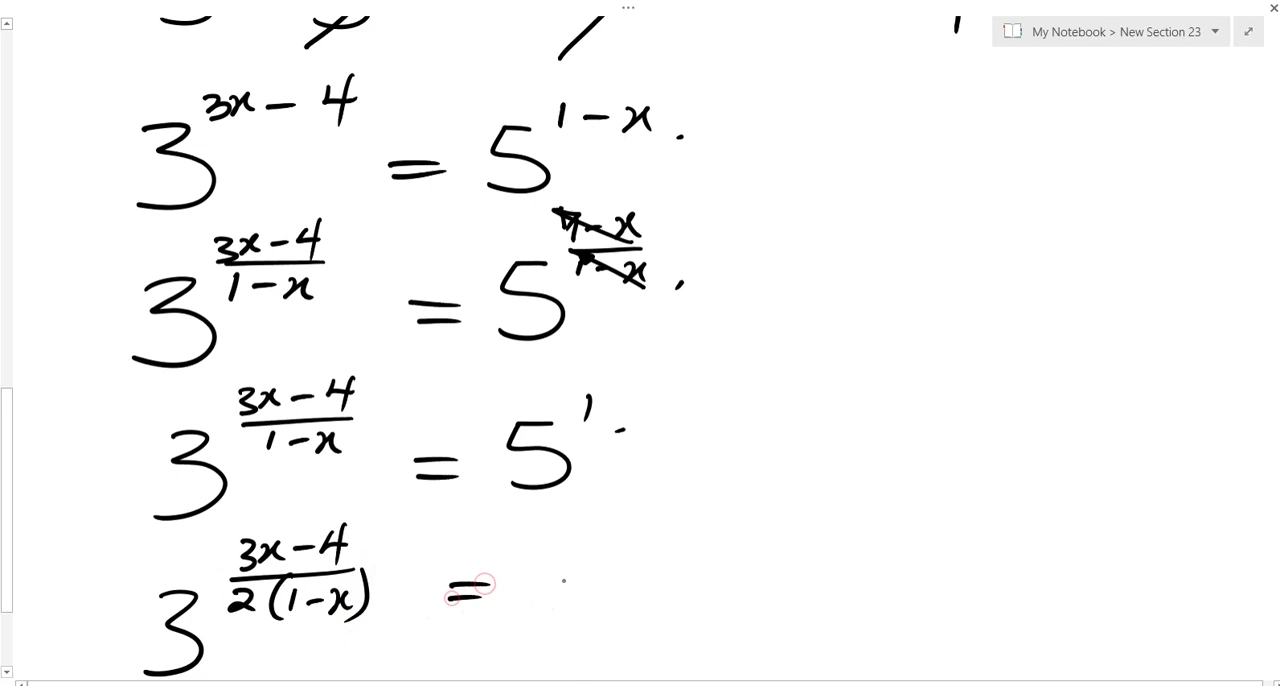 My Notebook > New Section 23
3^(3x-4) = 5^(1-x).
3^((3x-4)/(1-x)) = 5^((1-x)/(1-x)).
3^((3x-4)/(1-x)) = 5^1.
3^((3x-4)/(2(1-x))) =